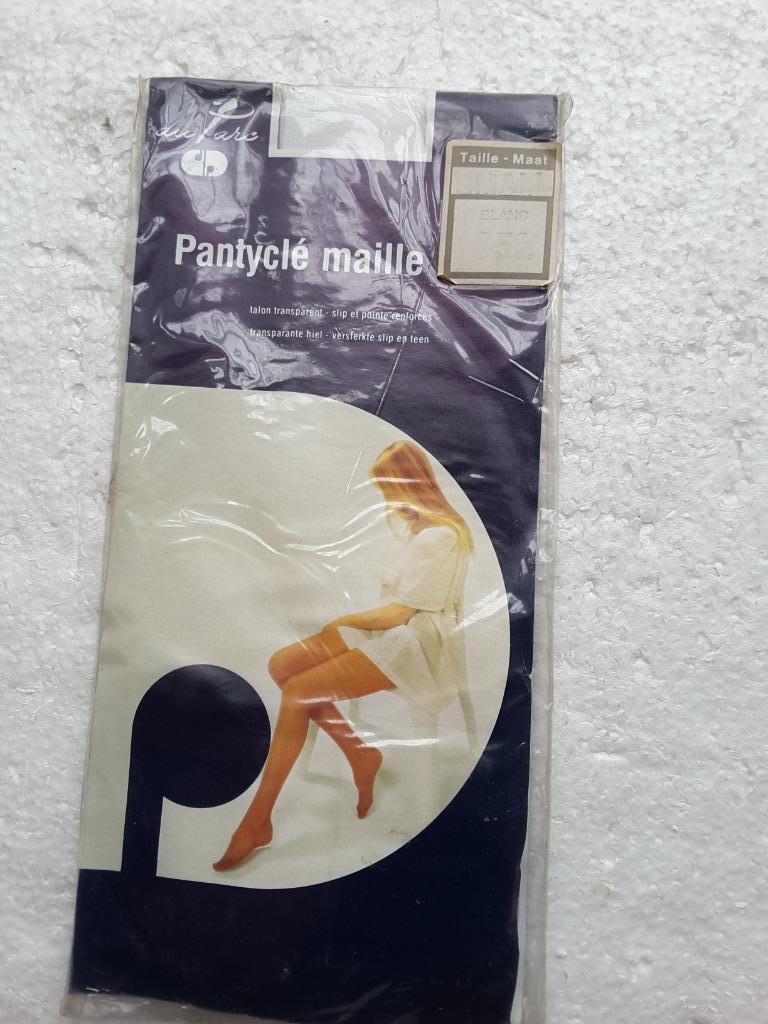 du Parc
Taille - Maat
SMALL
BLANC
Pantyclé maille
talon transparent - slip et pointe renforcés
transparante hiel - versterkte slip en teen